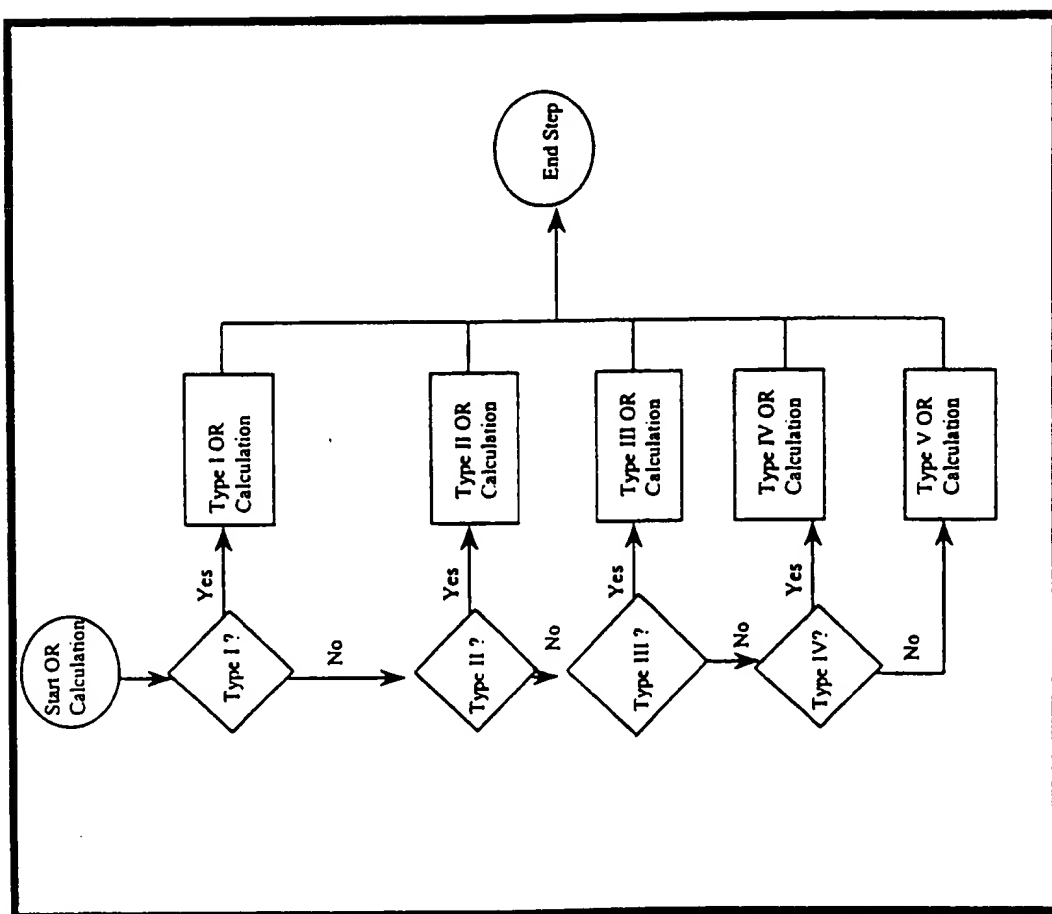 Start OR
Calculation
Type I ?
Yes
Type I OR
Calculation
No
Type II ?
Yes
Type II OR
Calculation
No
Type III ?
Yes
Type III OR
Calculation
No
Type IV?
Yes
Type IV OR
Calculation
No
Type V OR
Calculation
End Step